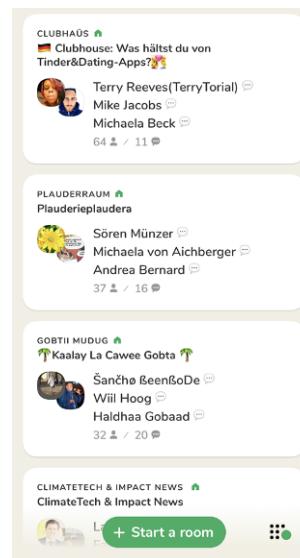 CLUBHAÜS
🇩🇪 Clubhouse: Was hältst du von
Tinder&Dating-Apps?
Terry Reeves(TerryTorial)
Mike Jacobs
Michaela Beck
64 / 11
PLAUDERRAUM
Plauderieplaudera
Sören Münzer
Michaela von Aichberger
Andrea Bernard
37 / 16
GOBTII MUDUG
🌴Kaalay La Cawee Gobta 🌴
Šančhø ßeenßoDe
Wiil Hoog
Haldhaa Gobaad
32 / 20
CLIMATETECH & IMPACT NEWS
ClimateTech & Impact News
+ Start a room